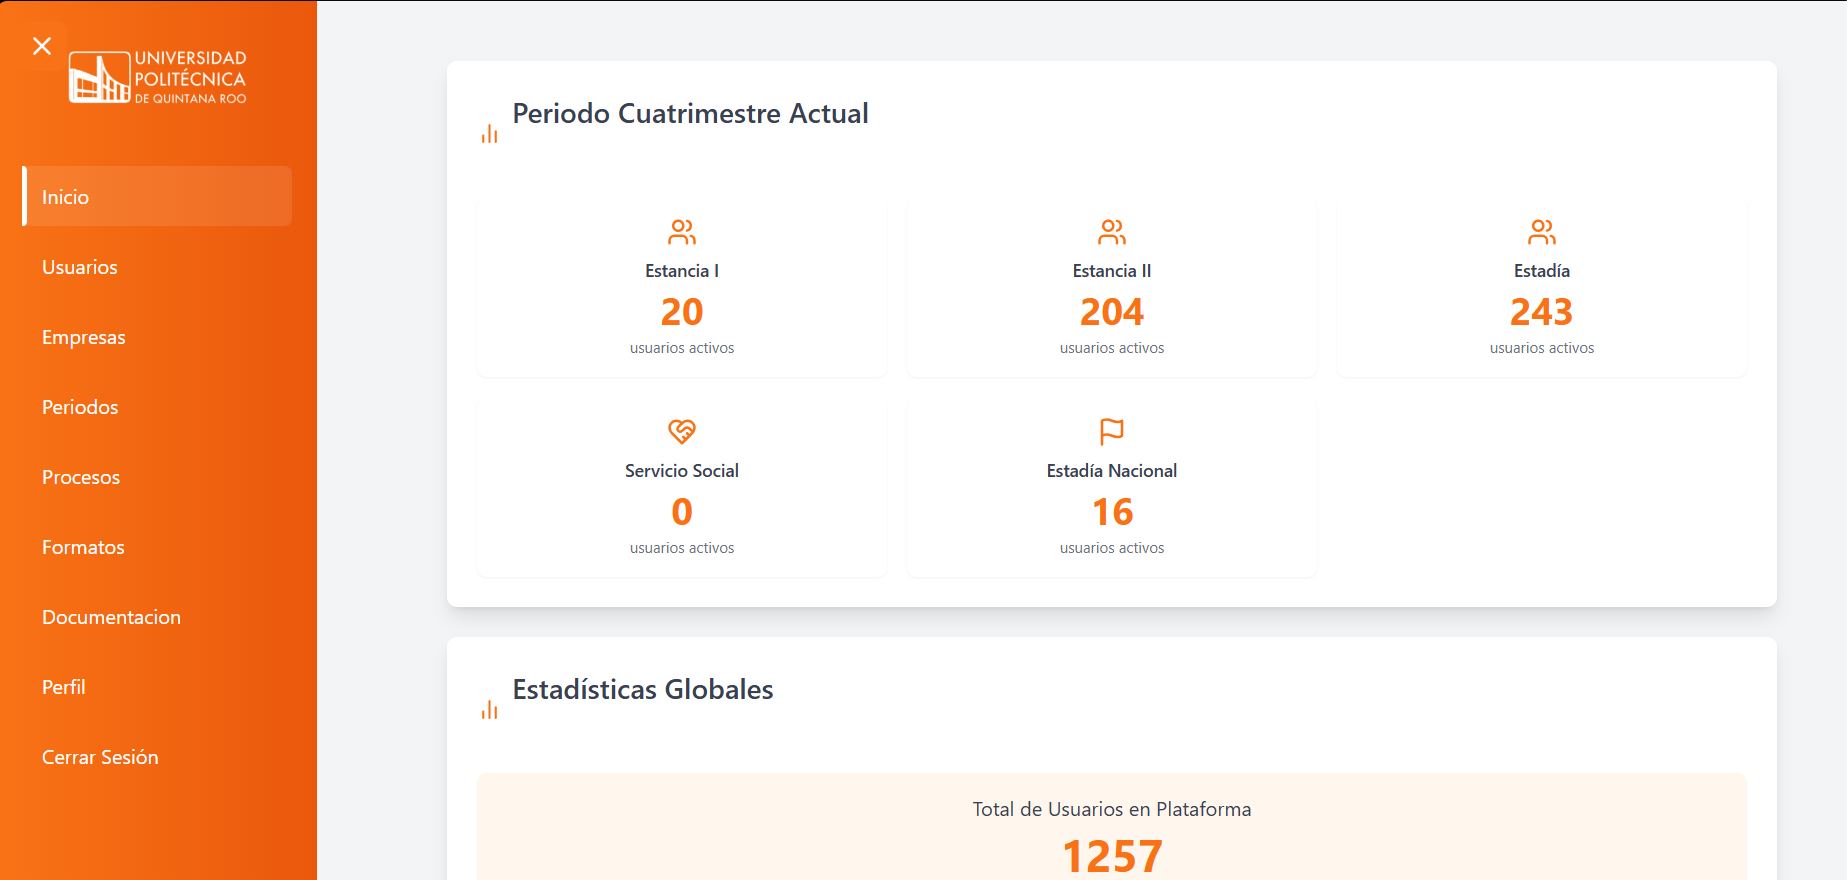 UNIVERSIDAD
POLITÉCNICA
DE QUINTANA ROO
Inicio
Usuarios
Empresas
Periodos
Procesos
Formatos
Documentacion
Perfil
Cerrar Sesión
Periodo Cuatrimestre Actual
Estancia I
20
usuarios activos
Estancia II
204
usuarios activos
Estadía
243
usuarios activos
Servicio Social
0
usuarios activos
Estadía Nacional
16
usuarios activos
Estadísticas Globales
Total de Usuarios en Plataforma
1257